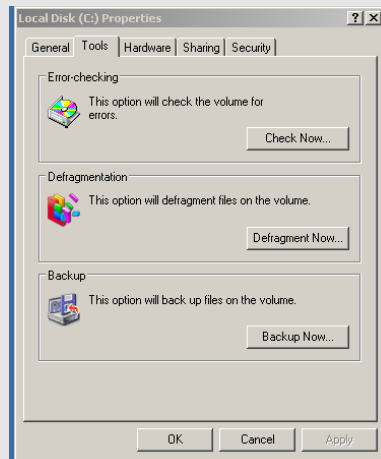 Local Disk (C:) Properties
General Tools Hardware Sharing Security
Error-checking
This option will check the volume for
errors.
Check Now...
Defragmentation
This option will defragment files on the volume.
Defragment Now...
Backup
This option will back up files on the volume.
Backup Now...
OK Cancel Apply